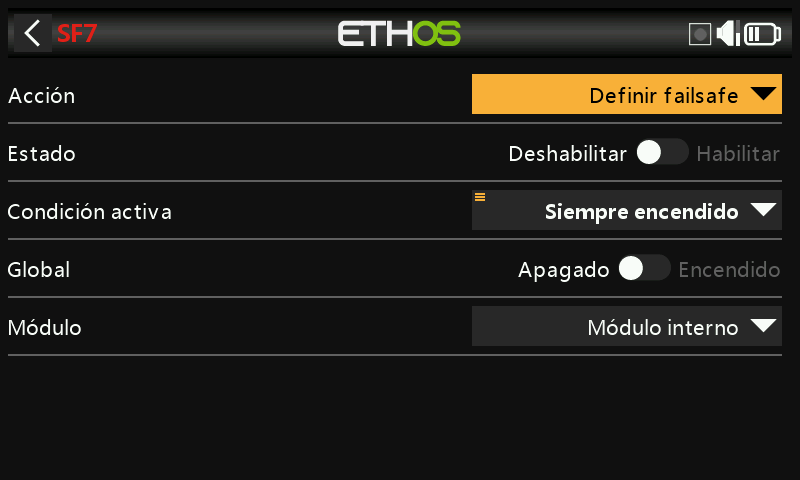 SF7
ETHOS
Acción
Definir failsafe
Estado
Deshabilitar Habilitar
Condición activa
Siempre encendido
Global
Apagado Encendido
Módulo
Módulo interno